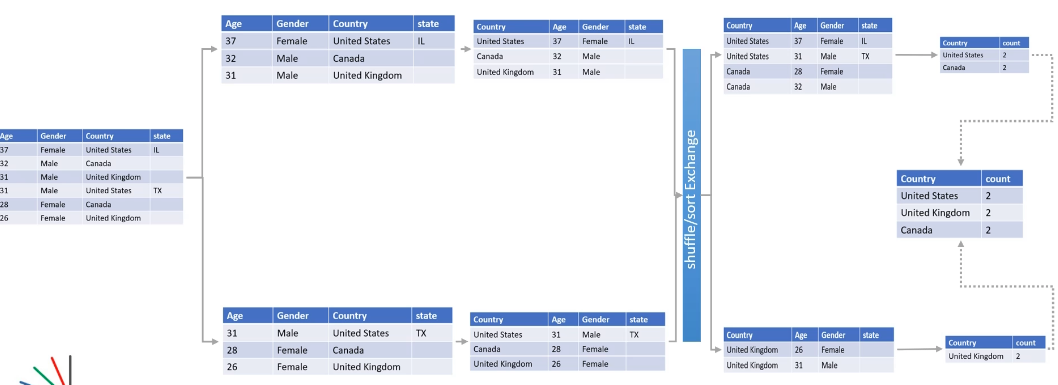 Age Gender Country state
37 Female United States IL
32 Male Canada
31 Male United Kingdom
31 Male United States TX
28 Female Canada
26 Female United Kingdom
Age Gender Country state
37 Female United States IL
32 Male Canada
31 Male United Kingdom
Age Gender Country state
31 Male United States TX
28 Female Canada
26 Female United Kingdom
Country Age Gender state
United States 37 Female IL
Canada 32 Male
United Kingdom 31 Male
Country Age Gender state
United States 31 Male TX
Canada 28 Female
United Kingdom 26 Female
shuffle/sort Exchange
Country Age Gender state
United States 37 Female IL
United States 31 Male TX
Canada 28 Female
Canada 32 Male
Country Age Gender state
United Kingdom 26 Female
United Kingdom 31 Male
Country count
United States 2
Canada 2
Country count
United Kingdom 2
Country count
United States 2
United Kingdom 2
Canada 2